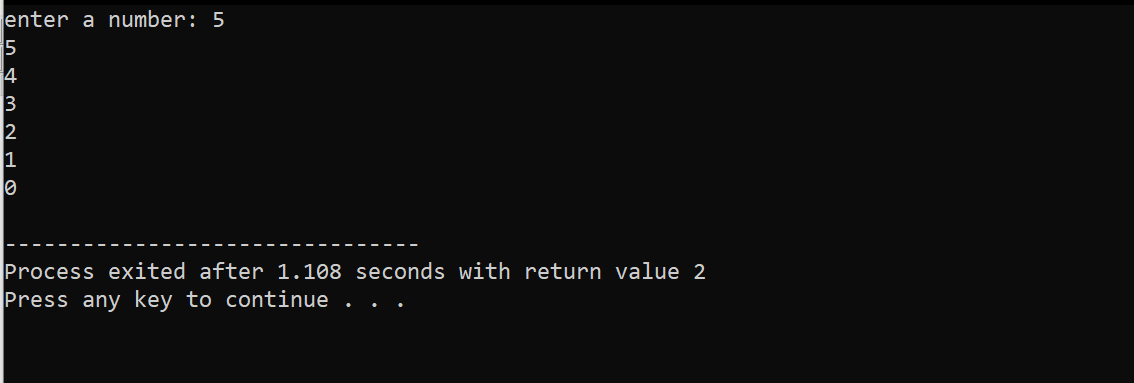 enter a number: 5
5
4
3
2
1
0
--------------------------------
Process exited after 1.108 seconds with return value 2
Press any key to continue . . .